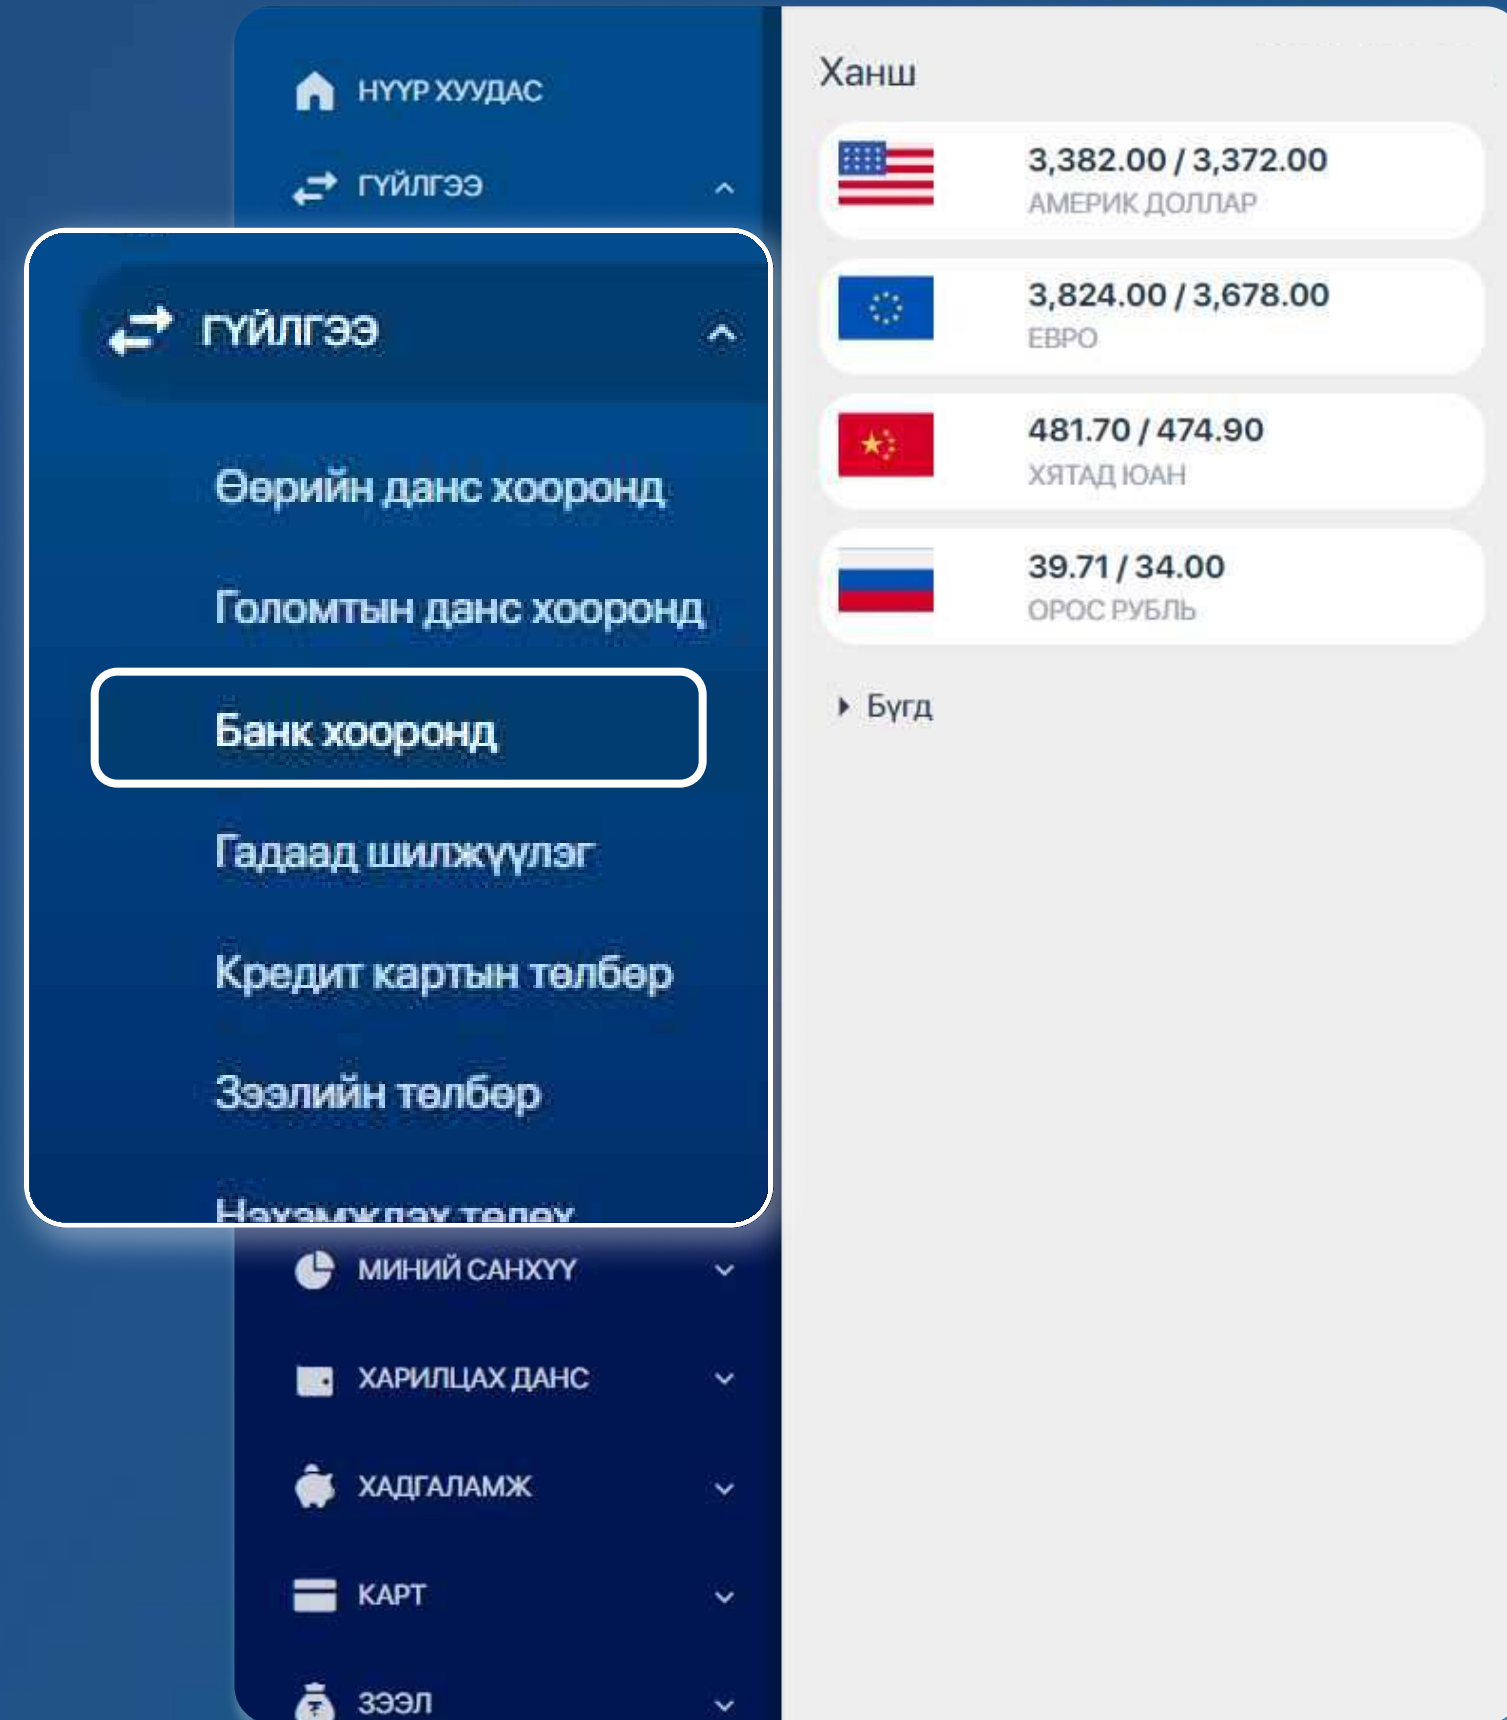 НҮҮР ХУУДАС
ГҮЙЛГЭЭ
ГҮЙЛГЭЭ
Өөрийн данс хооронд
Голомтын данс хооронд
Банк хооронд
Гадаад шилжүүлэг
Кредит картын төлбөр
Зээлийн төлбөр
Нэхэмжлэх төлөх
МИНИЙ САНХҮҮ
ХАРИЛЦАХ ДАНС
ХАДГАЛАМЖ
КАРТ
ЗЭЭЛ
Ханш
3,382.00 / 3,372.00
АМЕРИК ДОЛЛАР
3,824.00 / 3,678.00
ЕВРО
481.70 / 474.90
ХЯТАД ЮАН
39.71 / 34.00
ОРОС РУБЛЬ
Бүгд